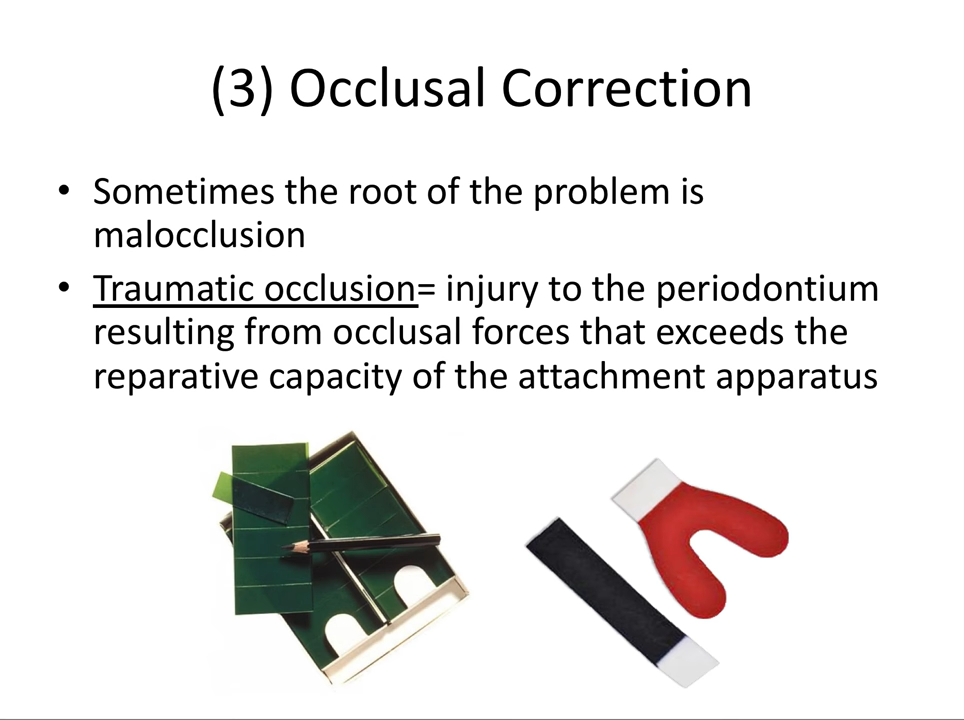 (3) Occlusal Correction
• Sometimes the root of the problem is
malocclusion
• Traumatic occlusion= injury to the periodontium
resulting from occlusal forces that exceeds the
reparative capacity of the attachment apparatus